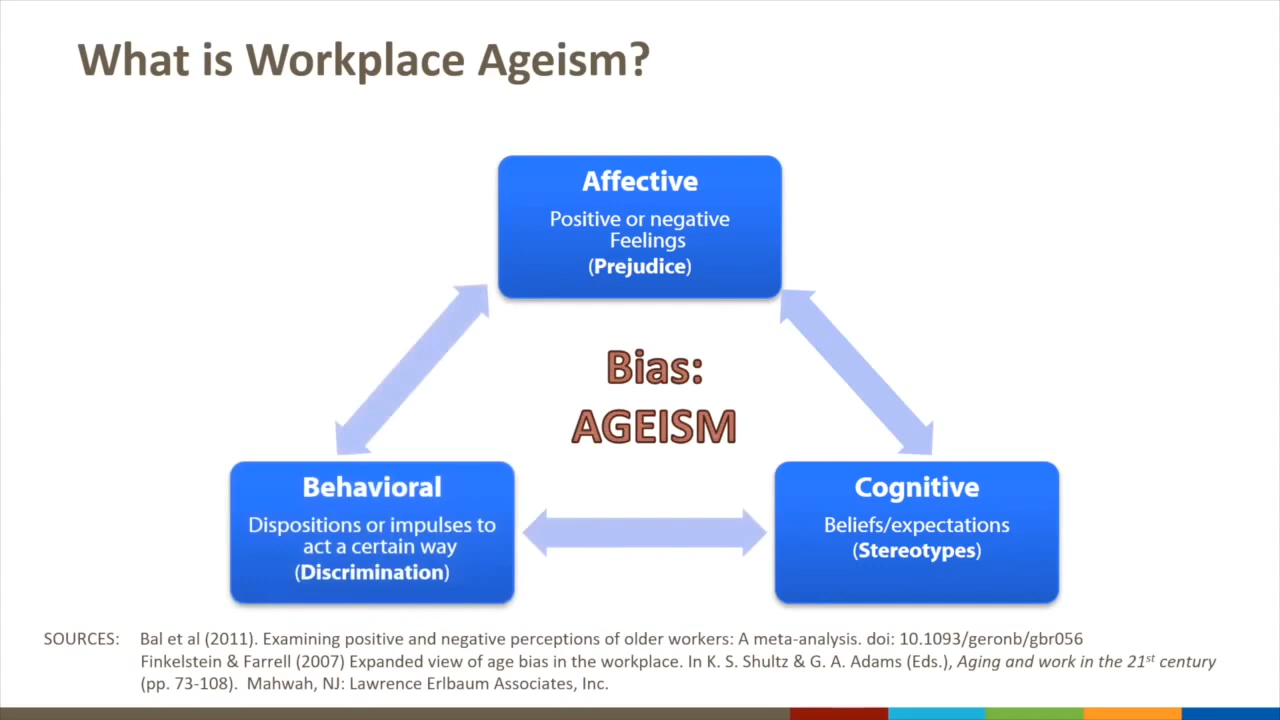 What is Workplace Ageism?
Affective
Positive or negative
Feelings
(Prejudice)
Bias:
AGEISM
Behavioral
Dispositions or impulses to
act a certain way
(Discrimination)
Cognitive
Beliefs/expectations
(Stereotypes)
SOURCES: Bal et al (2011). Examining positive and negative perceptions of older workers: A meta-analysis. doi: 10.1093/geronb/gbr056
Finkelstein & Farrell (2007) Expanded view of age bias in the workplace. In K. S. Shultz & G. A. Adams (Eds.), Aging and work in the 21st century
(pp. 73-108). Mahwah, NJ: Lawrence Erlbaum Associates, Inc.